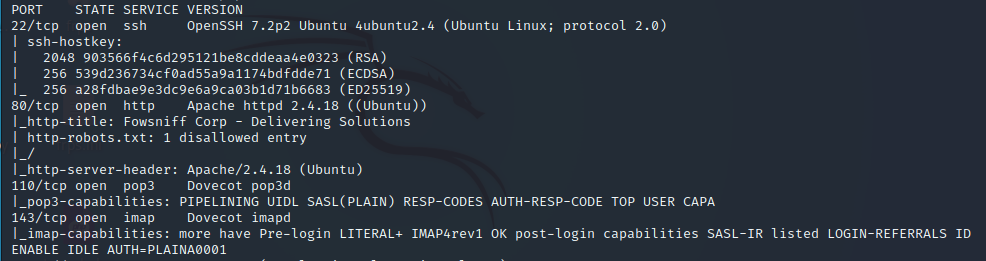 PORT    STATE SERVICE VERSION
22/tcp  open  ssh     OpenSSH 7.2p2 Ubuntu 4ubuntu2.4 (Ubuntu Linux; protocol 2.0)
| ssh-hostkey:
|   2048 903566f4c6d295121be8cddeaa4e0323 (RSA)
|   256 539d236734cf0ad55a9a1174bdfdde71 (ECDSA)
|_  256 a28fdbae9e3dc9e6a9ca03b1d71b6683 (ED25519)
80/tcp  open  http    Apache httpd 2.4.18 ((Ubuntu))
|_http-title: Fowsniff Corp - Delivering Solutions
| http-robots.txt: 1 disallowed entry
|_/
|_http-server-header: Apache/2.4.18 (Ubuntu)
110/tcp open  pop3    Dovecot pop3d
|_pop3-capabilities: PIPELINING UIDL SASL(PLAIN) RESP-CODES AUTH-RESP-CODE TOP USER CAPA
143/tcp open  imap    Dovecot imapd
|_imap-capabilities: more have Pre-login LITERAL+ IMAP4rev1 OK post-login capabilities SASL-IR listed LOGIN-REFERRALS ID
ENABLE IDLE AUTH=PLAINA0001